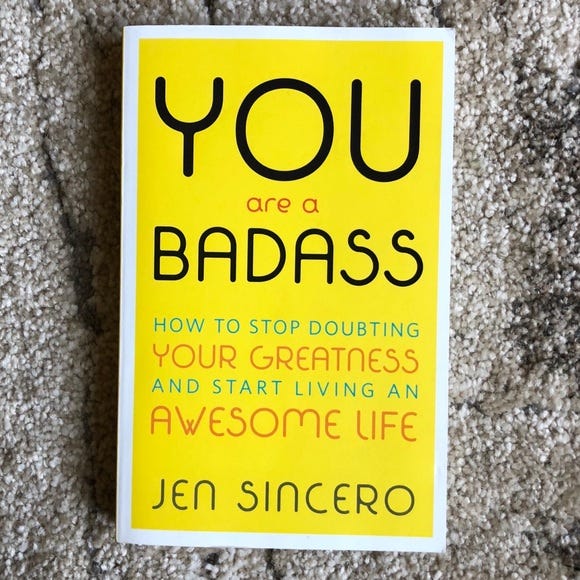 YOU
are a
BADASS
HOW TO STOP DOUBTING
YOUR GREATNESS
AND START LIVING AN
AWESOME LIFE
JEN SINCERO